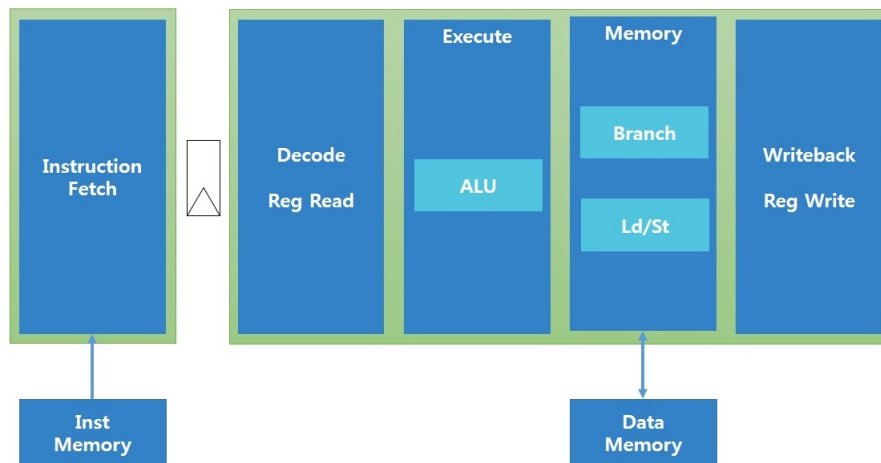 Instruction
Fetch
Decode
Reg Read
Execute
ALU
Memory
Branch
Ld/St
Writeback
Reg Write
Inst
Memory
Data
Memory